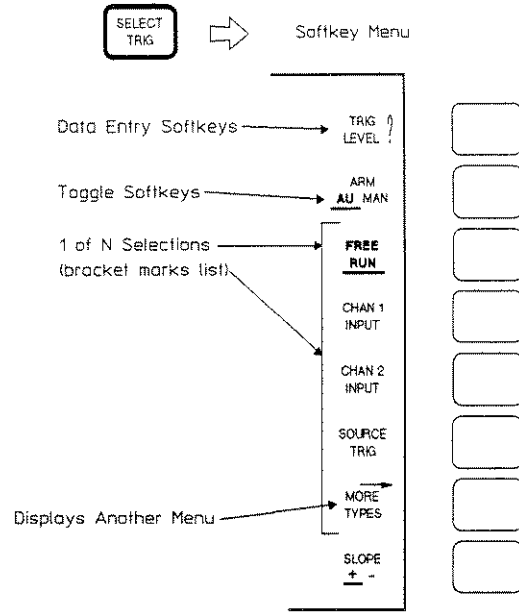 SELECT
TRIG
Softkey Menu
Data Entry Softkeys
TRIG
LEVEL ?
Toggle Softkeys
ARM
AU MAN
1 of N Selections
(bracket marks list)
FREE
RUN
CHAN 1
INPUT
CHAN 2
INPUT
SOURCE
TRIG
Displays Another Menu
MORE
TYPES
SLOPE
+ -